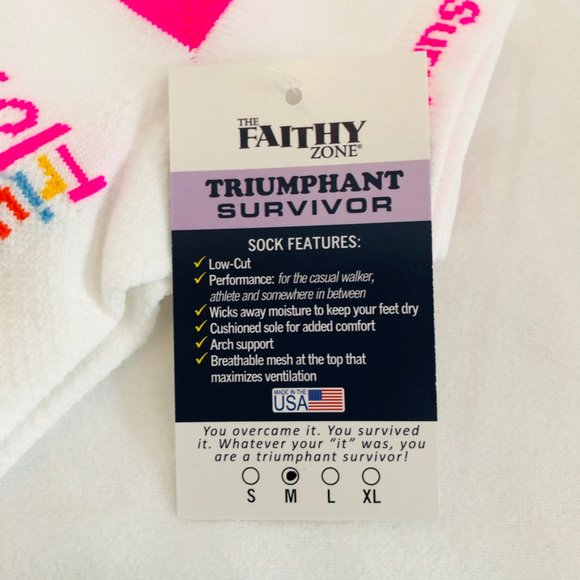 THE
FAITHY
ZONE®
TRIUMPHANT
SURVIVOR
SOCK FEATURES:
✓ Low-Cut
✓ Performance: for the casual walker,
athlete and somewhere in between
✓ Wicks away moisture to keep your feet dry
✓ Cushioned sole for added comfort
✓ Arch support
✓ Breathable mesh at the top that
maximizes ventilation
MADE IN THE
USA
You overcame it. You survived
it. Whatever your "it" was, you
are a triumphant survivor!
S M L XL
Triu
Sur